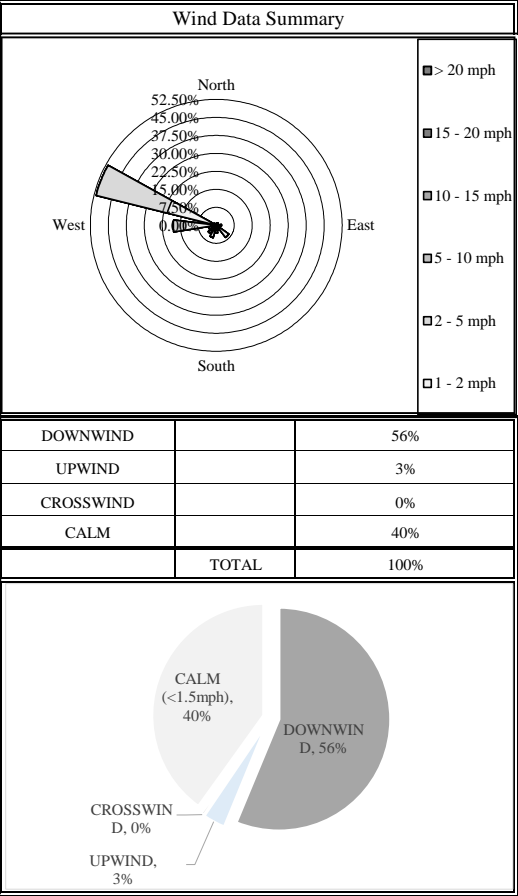 Wind Data Summary
North
52.50%
45.00%
37.50%
30.00%
22.50%
15.00%
7.50%
0.00%
West
East
South
> 20 mph
15 - 20 mph
10 - 15 mph
5 - 10 mph
2 - 5 mph
1 - 2 mph
DOWNWIND 56%
UPWIND 3%
CROSSWIND 0%
CALM 40%
TOTAL 100%
CALM
(<1.5mph),
40%
DOWNWIN
D, 56%
CROSSWIN
D, 0%
UPWIND,
3%